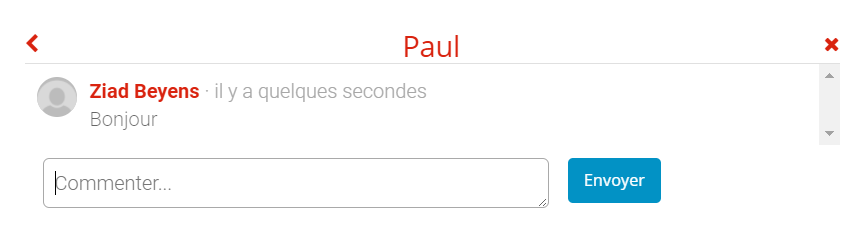 Paul
Ziad Beyens · il y a quelques secondes
Bonjour
Commenter...
Envoyer